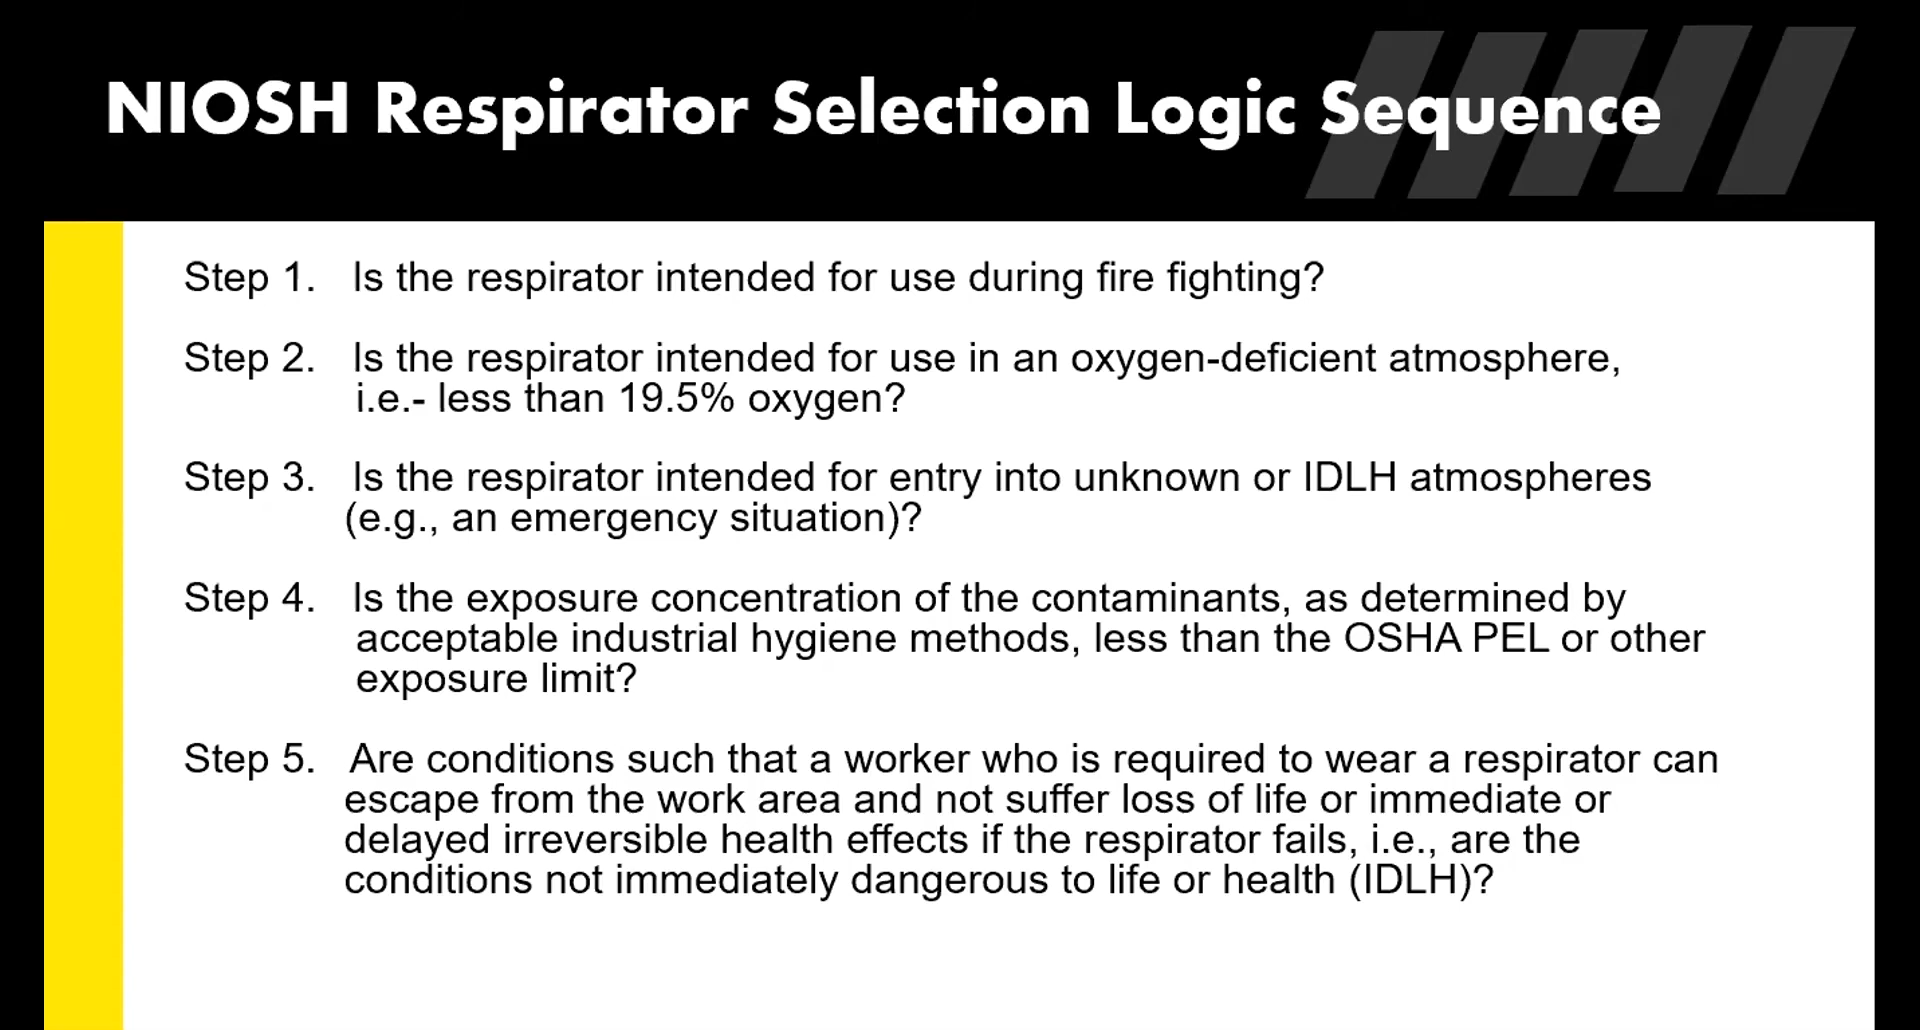 NIOSH Respirator Selection Logic Sequence
Step 1. Is the respirator intended for use during fire fighting?
Step 2. Is the respirator intended for use in an oxygen-deficient atmosphere,
i.e.- less than 19.5% oxygen?
Step 3. Is the respirator intended for entry into unknown or IDLH atmospheres
(e.g., an emergency situation)?
Step 4. Is the exposure concentration of the contaminants, as determined by
acceptable industrial hygiene methods, less than the OSHA PEL or other
exposure limit?
Step 5. Are conditions such that a worker who is required to wear a respirator can
escape from the work area and not suffer loss of life or immediate or
delayed irreversible health effects if the respirator fails, i.e., are the
conditions not immediately dangerous to life or health (IDLH)?